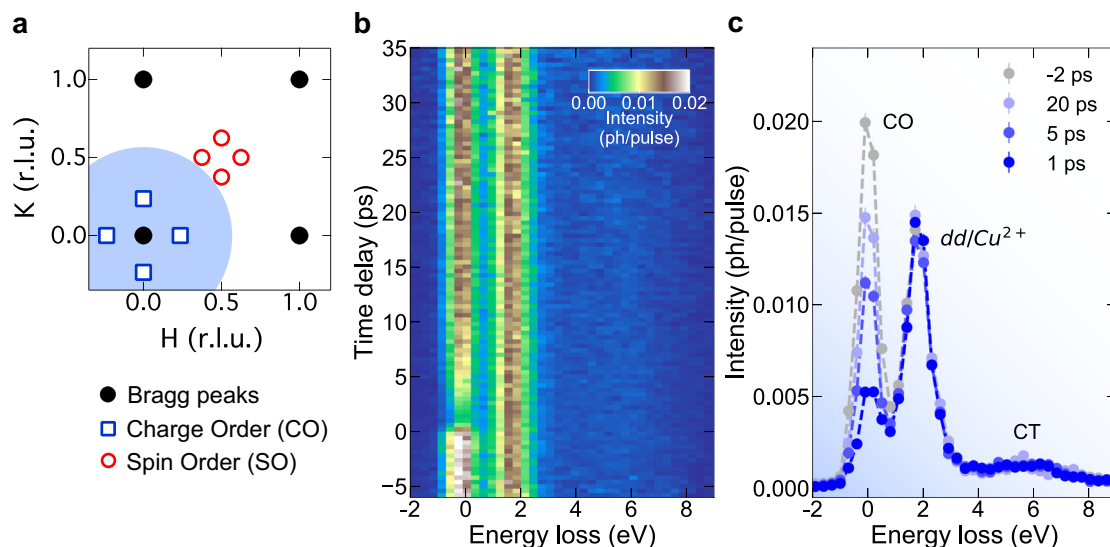 a
K (r.l.u.)
1.0
0.5
0.0
0.0 0.5 1.0
H (r.l.u.)
Bragg peaks
Charge Order (CO)
Spin Order (SO)
b
Time delay (ps)
35
30
25
20
15
10
5
0
−5
0.00 0.01 0.02
Intensity
(ph/pulse)
-2 0 2 4 6 8
Energy loss (eV)
c
Intensity (ph/pulse)
0.020
0.015
0.010
0.005
0.000
CO
-2 ps
20 ps
5 ps
1 ps
dd/Cu²⁺
CT
-2 0 2 4 6 8
Energy loss (eV)